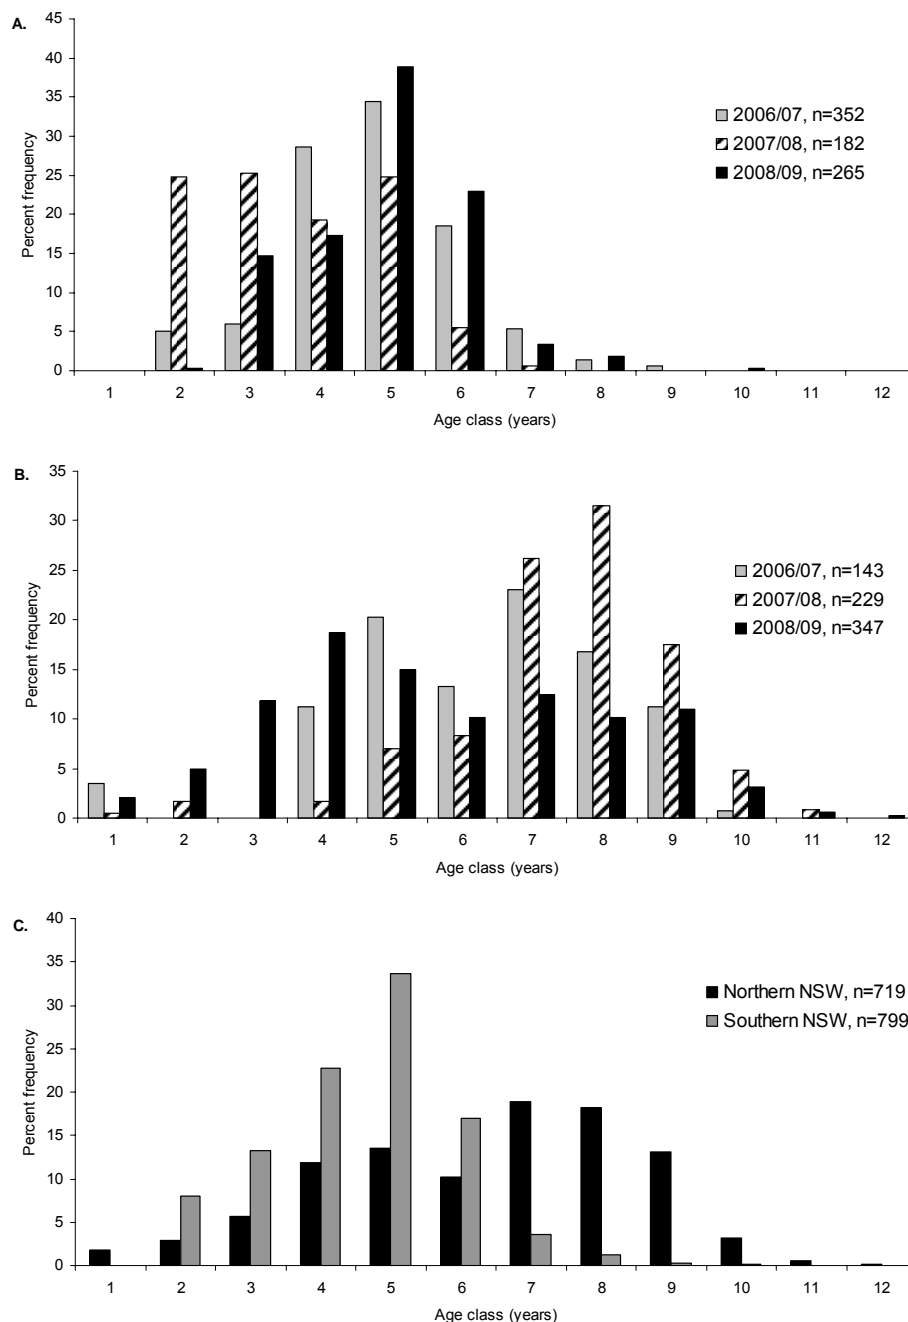 A.
45
40
35
30
25
20
15
10
5
0
Percent frequency
2006/07, n=352
2007/08, n=182
2008/09, n=265
1 2 3 4 5 6 7 8 9 10 11 12
Age class (years)
B.
35
30
25
20
15
10
5
0
Percent frequency
2006/07, n=143
2007/08, n=229
2008/09, n=347
1 2 3 4 5 6 7 8 9 10 11 12
Age class (years)
C.
40
35
30
25
20
15
10
5
0
Percent frequency
Northern NSW, n=719
Southern NSW, n=799
1 2 3 4 5 6 7 8 9 10 11 12
Age class (years)